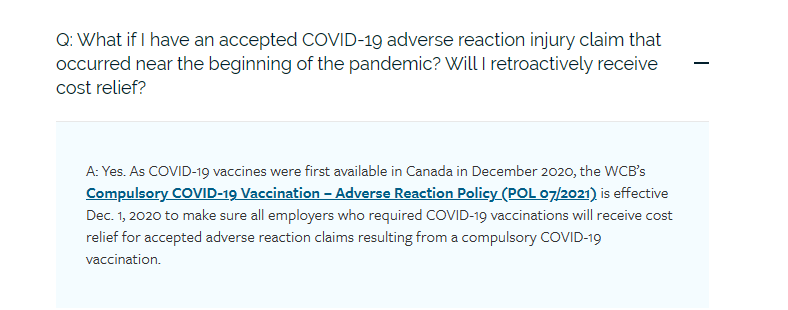 Q: What if I have an accepted COVID-19 adverse reaction injury claim that
occurred near the beginning of the pandemic? Will I retroactively receive
cost relief?
A: Yes. As COVID-19 vaccines were first available in Canada in December 2020, the WCB’s
Compulsory COVID-19 Vaccination – Adverse Reaction Policy (POL 07/2021) is effective
Dec. 1, 2020 to make sure all employers who required COVID-19 vaccinations will receive cost
relief for accepted adverse reaction claims resulting from a compulsory COVID-19
vaccination.